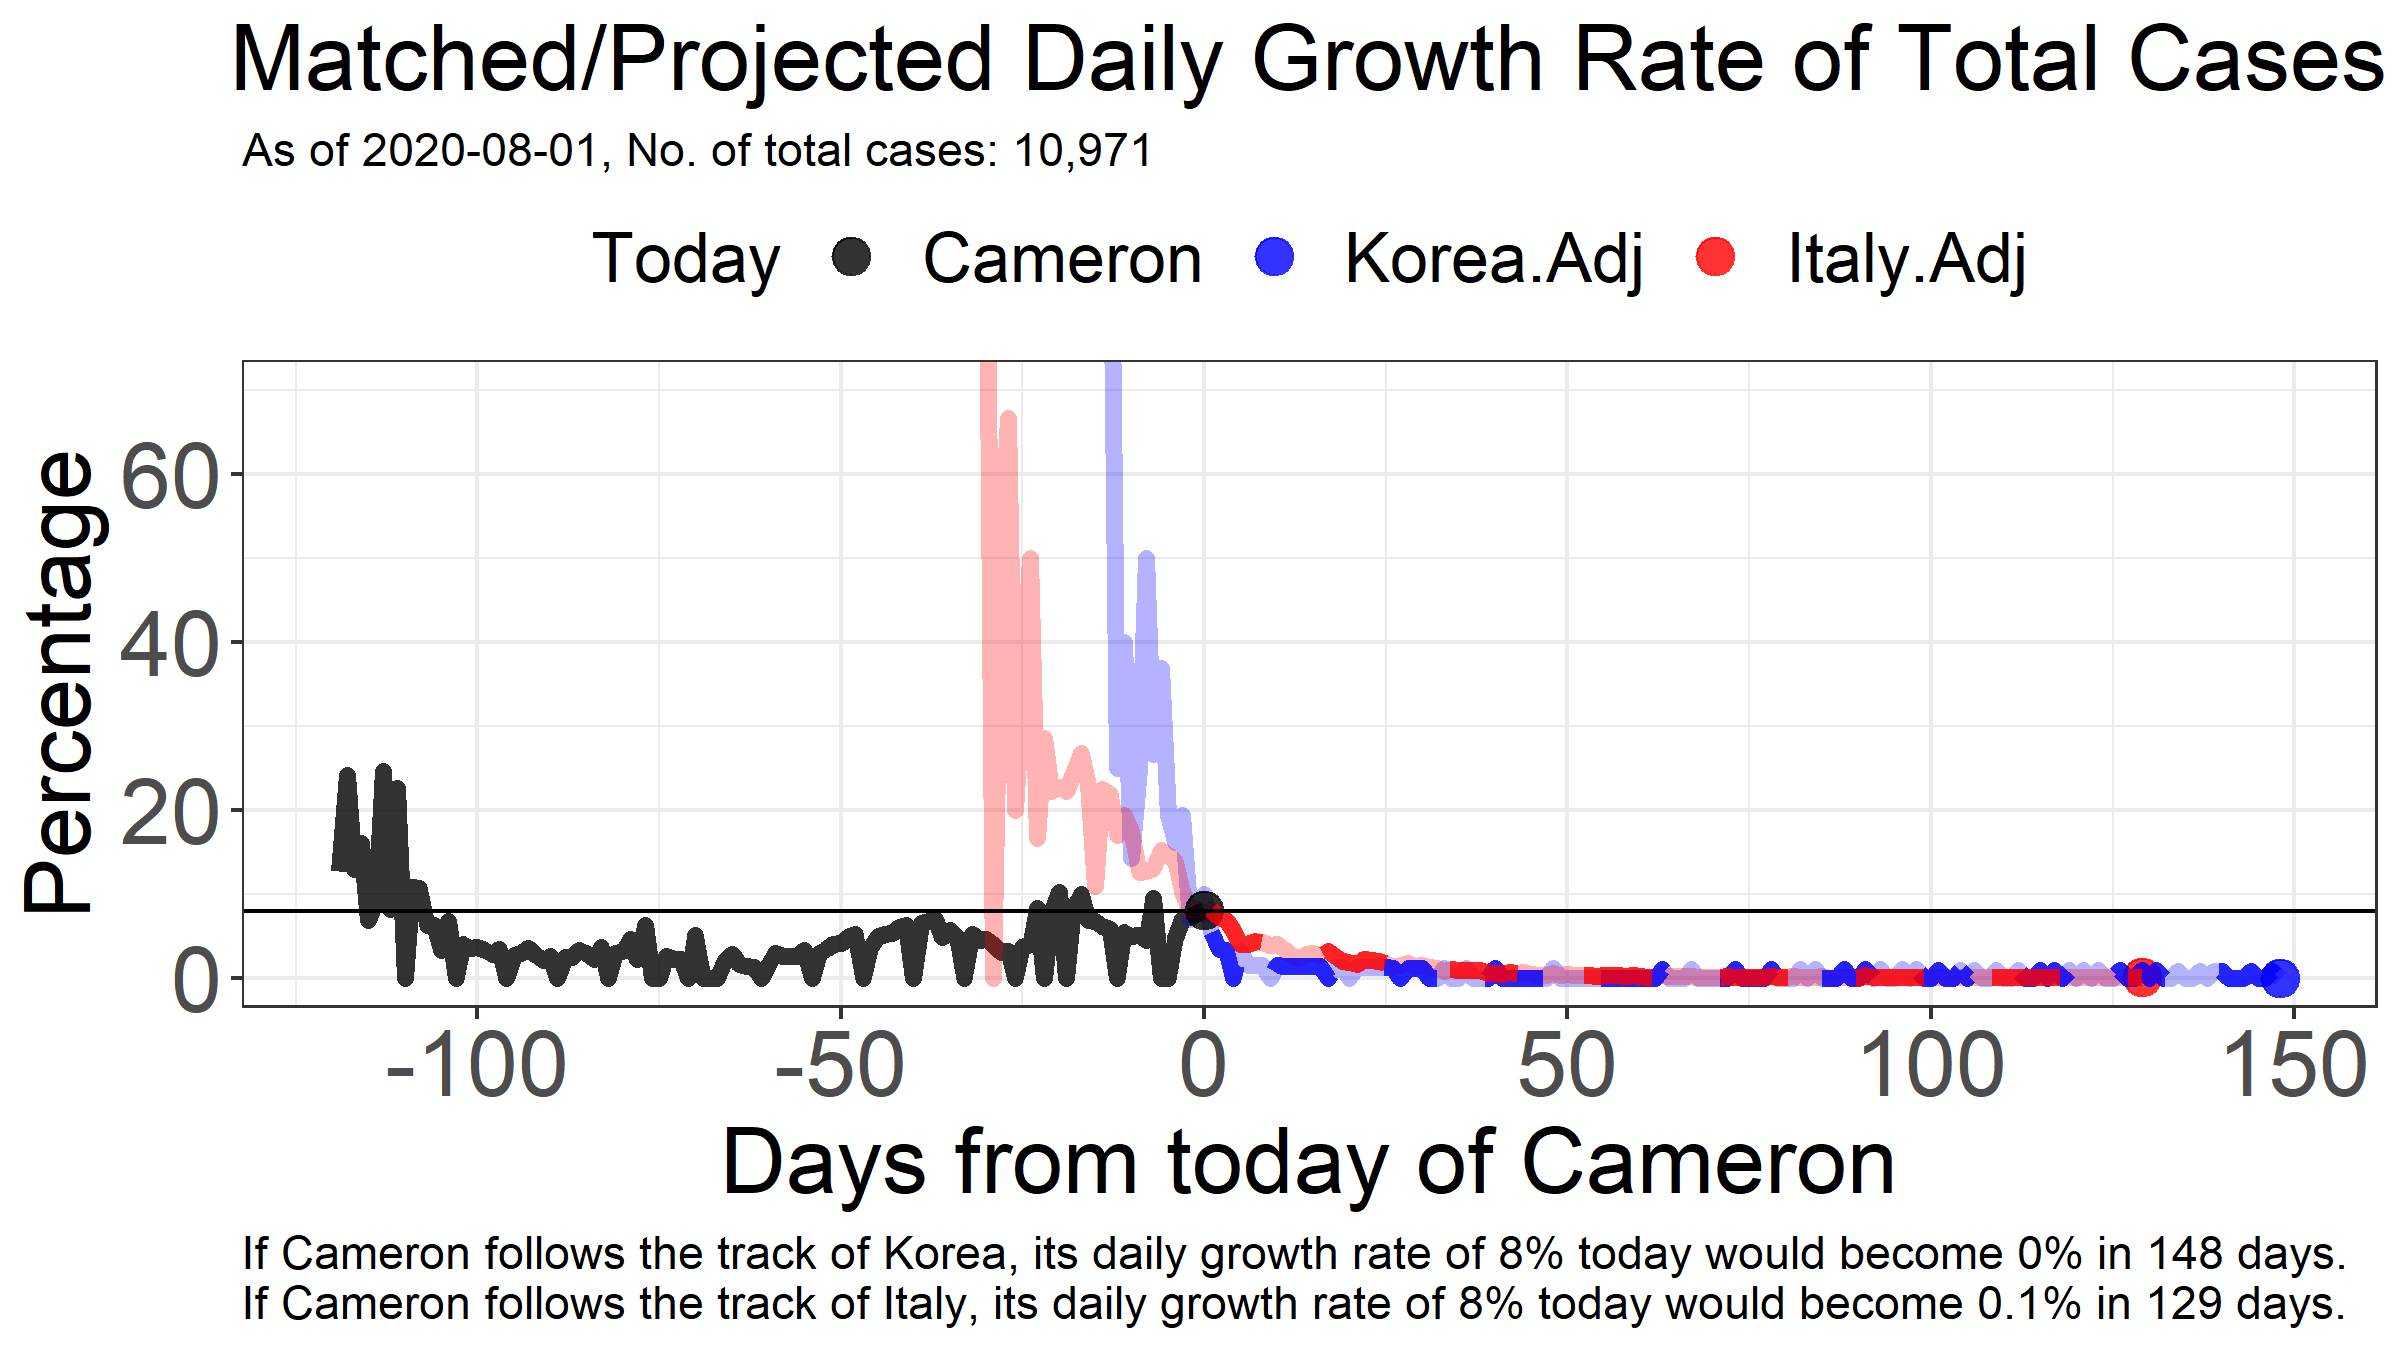 Matched/Projected Daily Growth Rate of Total Cases
As of 2020-08-01, No. of total cases: 10,971
Today Cameron Korea.Adj Italy.Adj
Percentage
60
40
20
0
-100 -50 0 50 100 150
Days from today of Cameron
If Cameron follows the track of Korea, its daily growth rate of 8% today would become 0% in 148 days.
If Cameron follows the track of Italy, its daily growth rate of 8% today would become 0.1% in 129 days.